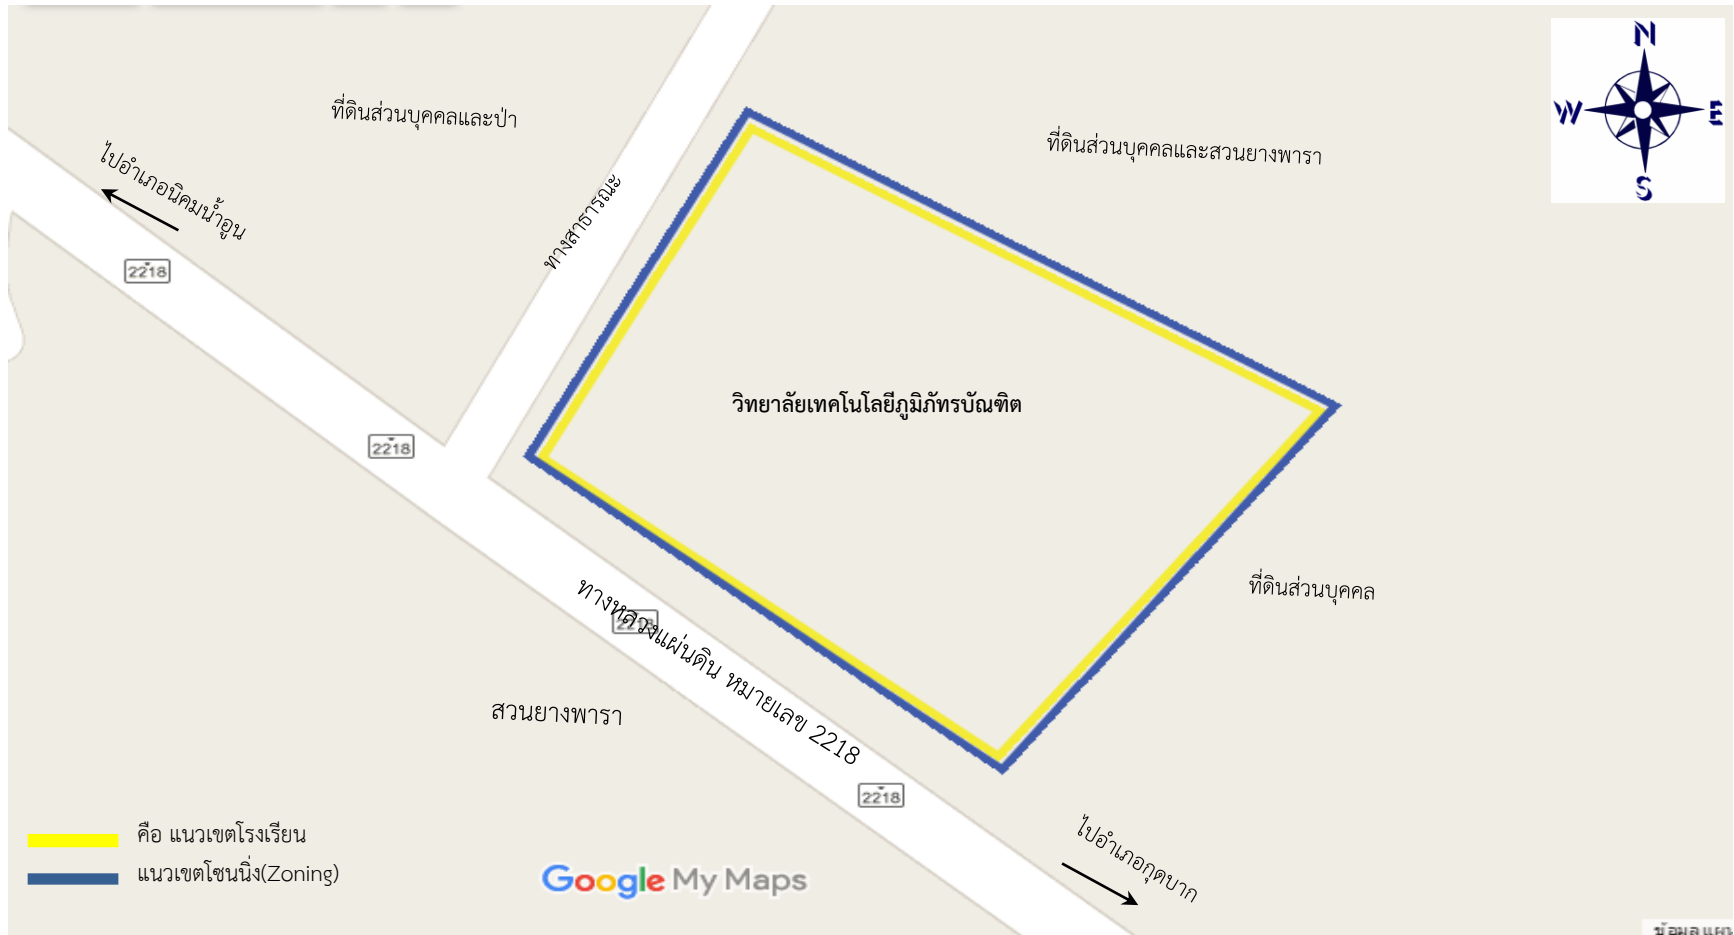 N
ที่ดินส่วนบุคคลและป่า
W
E
ที่ดินส่วนบุคคลและสวนยางพารา
ไปอำเภอนิคมน้ำอูน
S
ทางสาธารณะ
2218
วิทยาลัยเทคโนโลยีภูมิภัทรบัณฑิต
2218
ที่ดินส่วนบุคคล
2218
ทางหลวงแผ่นดิน หมายเลข 2218
สวนยางพารา
2218
ไปอำเภอกุดบาก
คือ แนวเขตโรงเรียน
แนวเขตโซนนิ่ง(Zoning)
Google My Maps